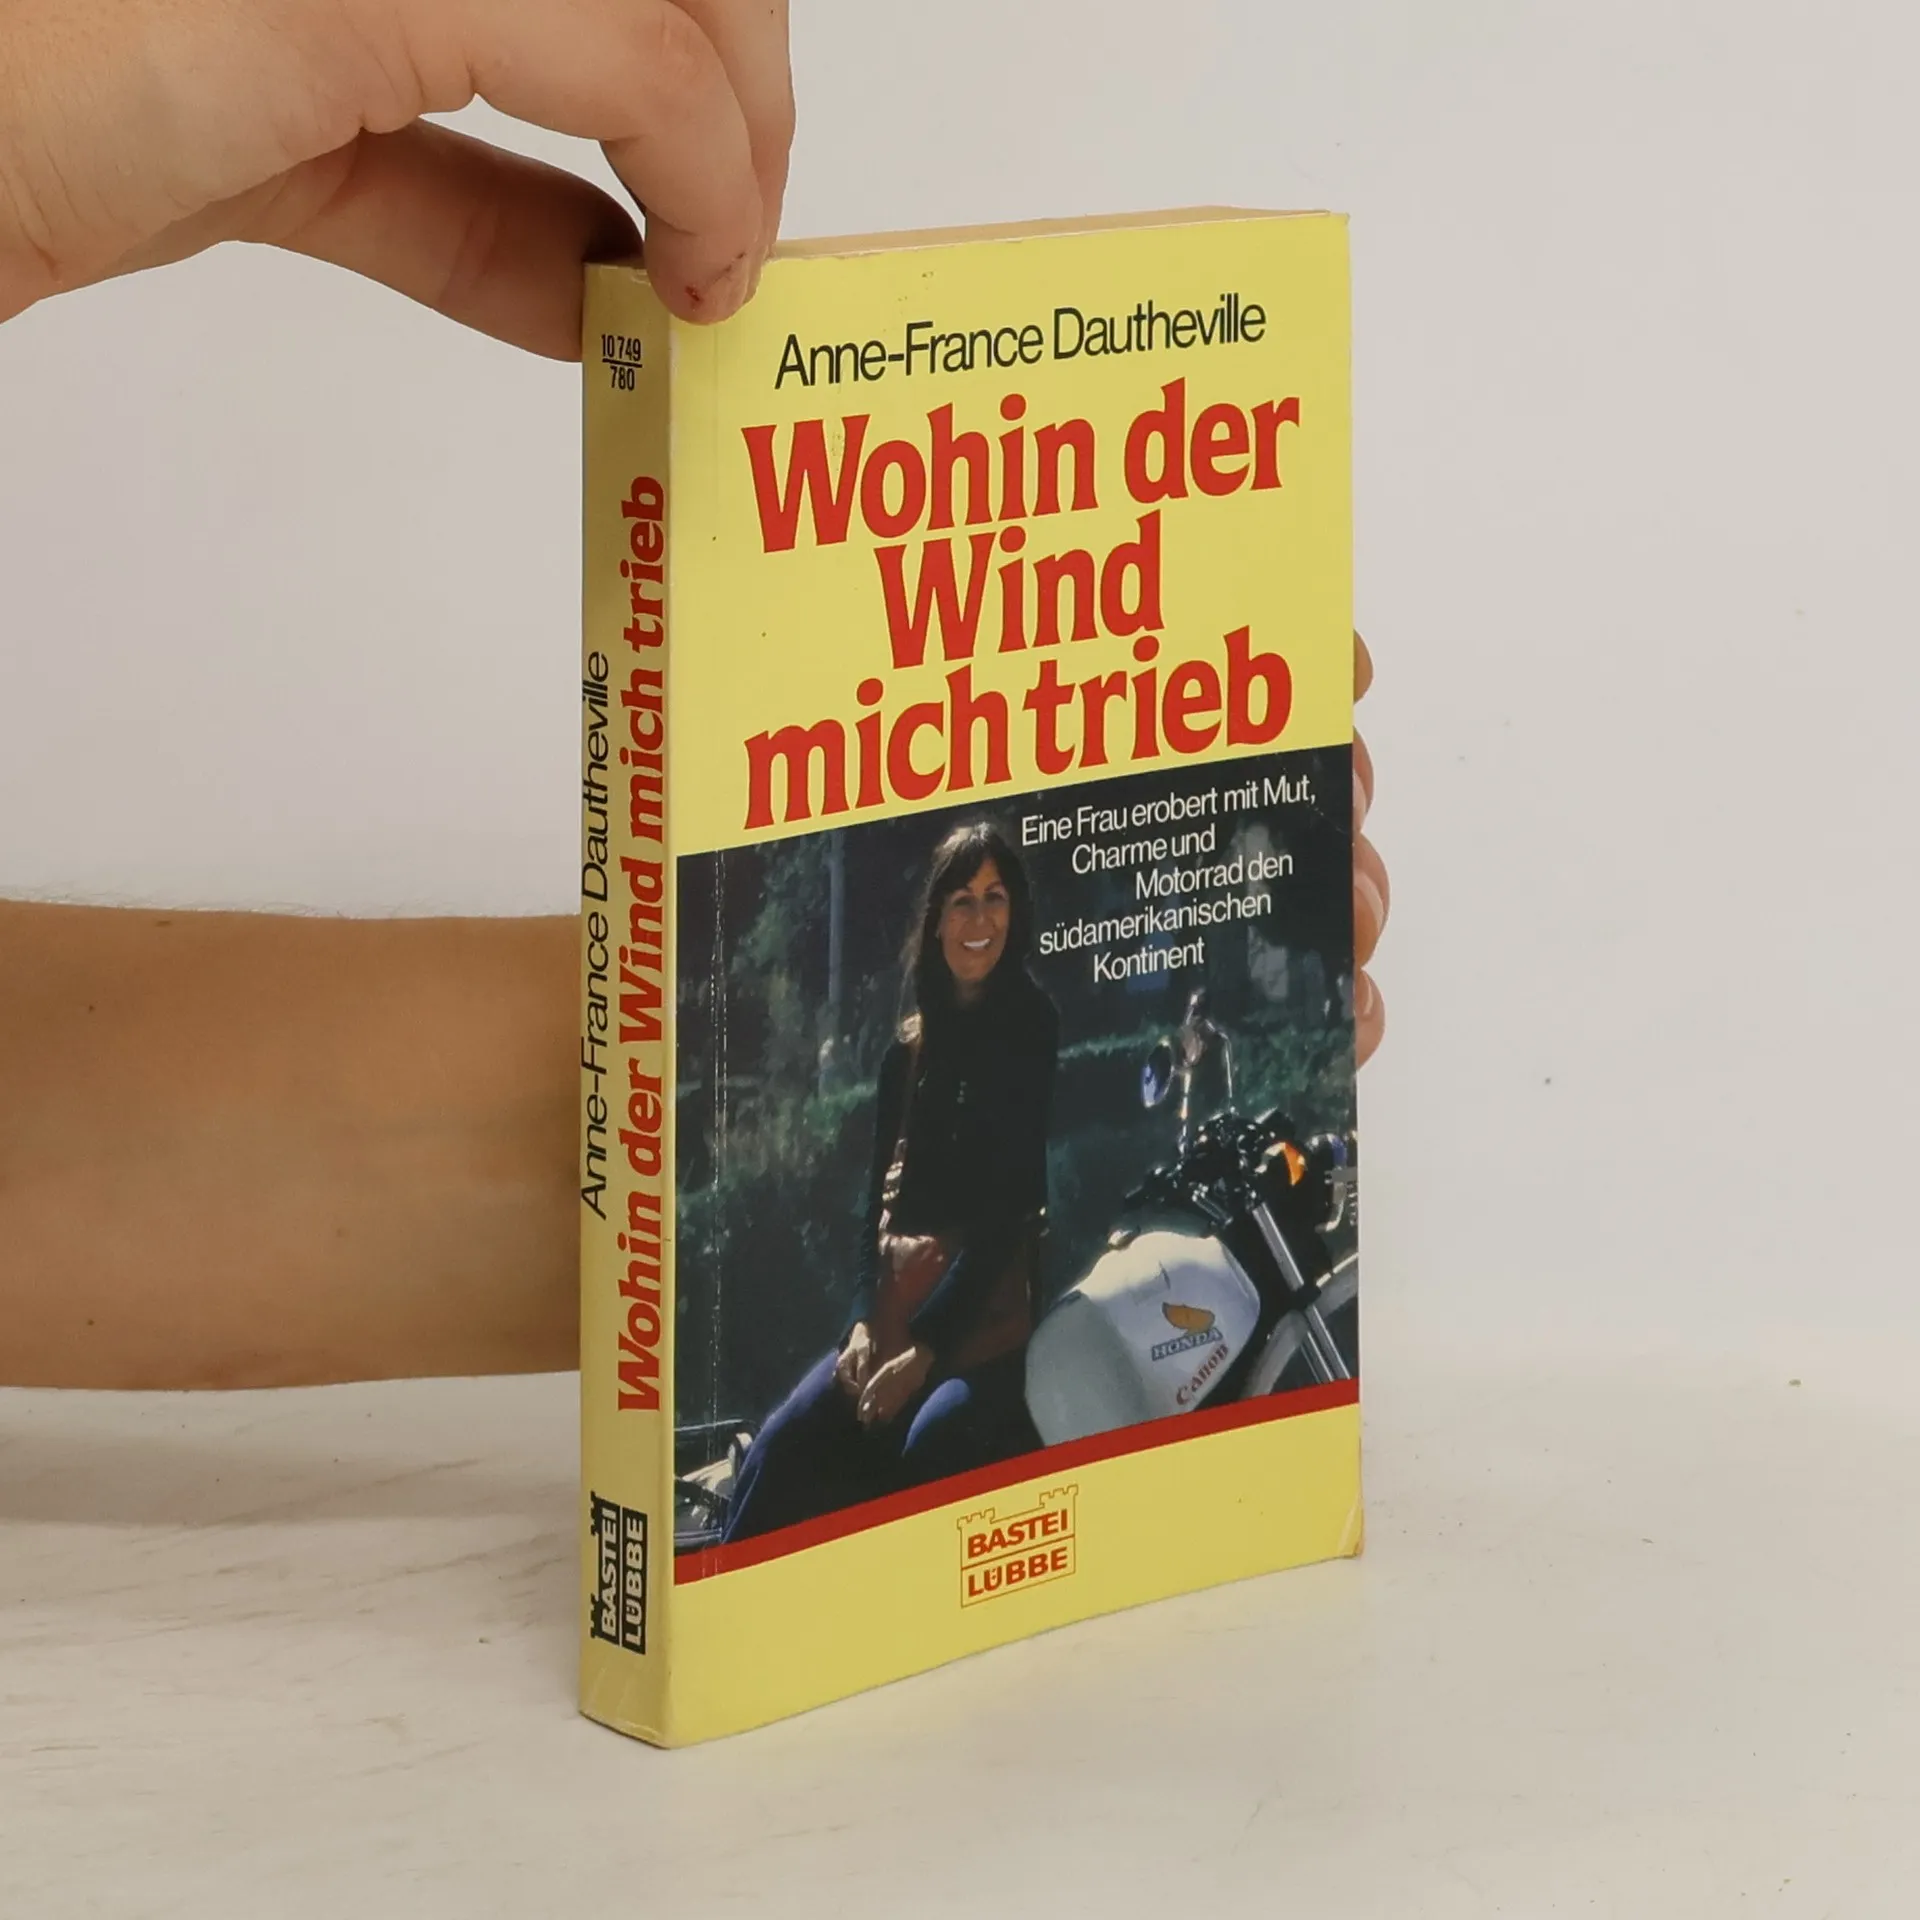 10 749
780
Anne-France Dautheville
Wohin der Wind mich trieb
BASTEI
LÜBBE
Anne-France Dautheville
Wohin der
Wind
mich trieb
Eine Frau erobert mit Mut,
Charme und
Motorrad den
südamerikanischen
Kontinent
HONDA
Canon
BASTEI
LÜBBE